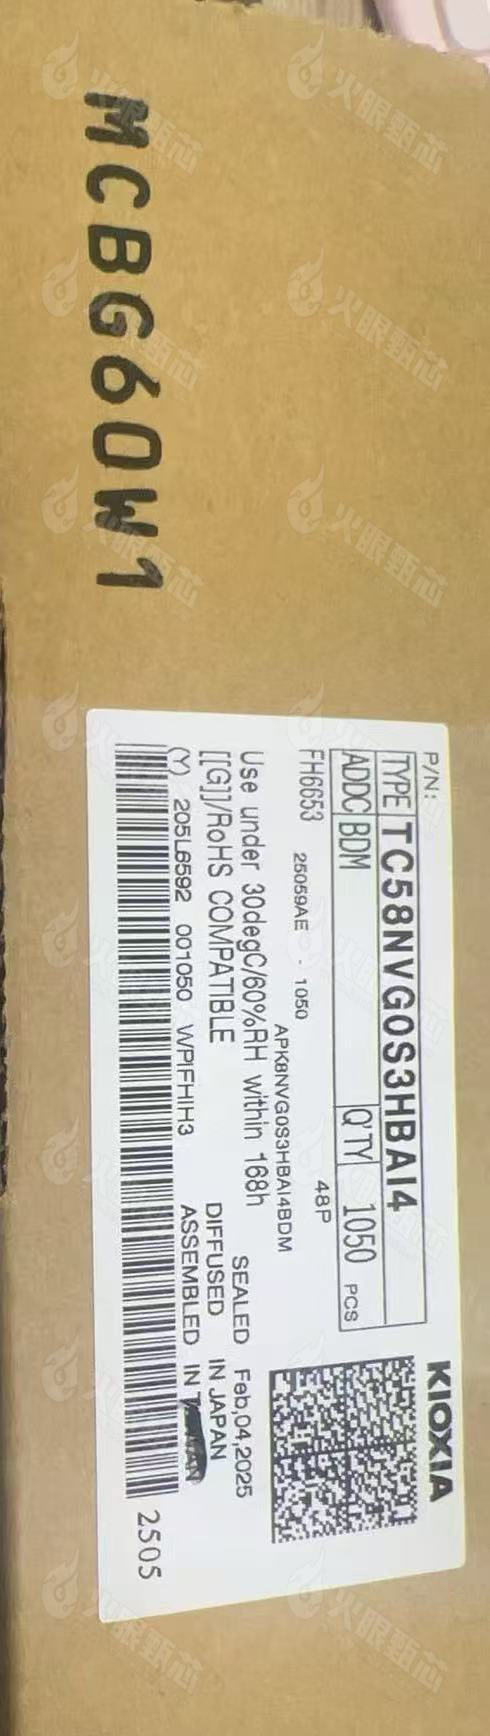 MCBG60W1
KIOXIA
P/N:
TYPE TC58NVG0S3HBAI4
ADDC BDM Q'TY 1050 PCS
FH6653 48P
25059AE - 1050
APK8NVG0S3HBAI4BDM
Use under 30degC/60%RH within 168h
SEALED Feb,04,2025
[[G]]/RoHS COMPATIBLE
DIFFUSED IN JAPAN
(Y) 205L6592 001050 WPIFHIH3
ASSEMBLED IN
2505
火眼甄芯